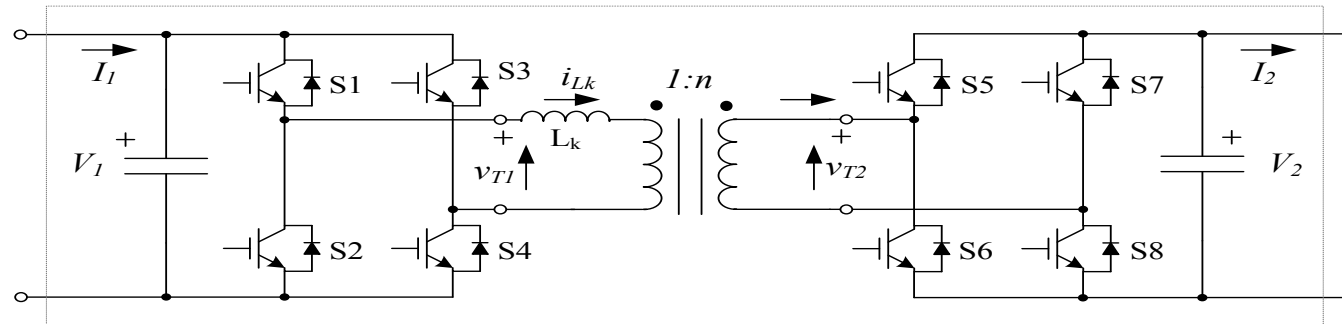 I1
S1
S3
iLk
1:n
S5
S7
I2
+
V1
+
Lk
vT1
+
vT2
+
V2
S2
S4
S6
S8